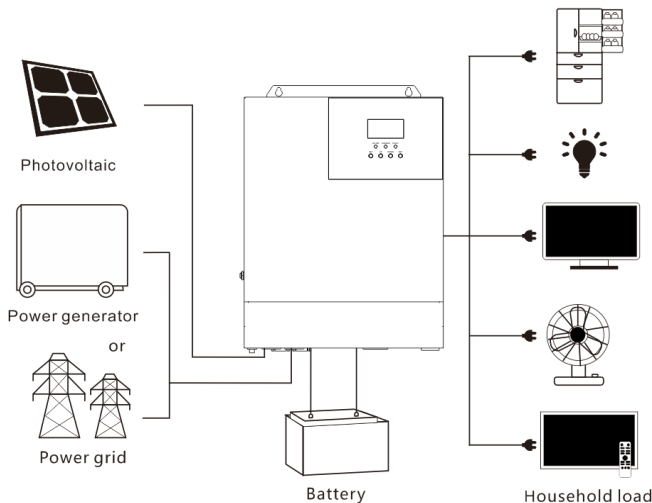 Photovoltaic
Power generator
or
Power grid
Battery
Household load